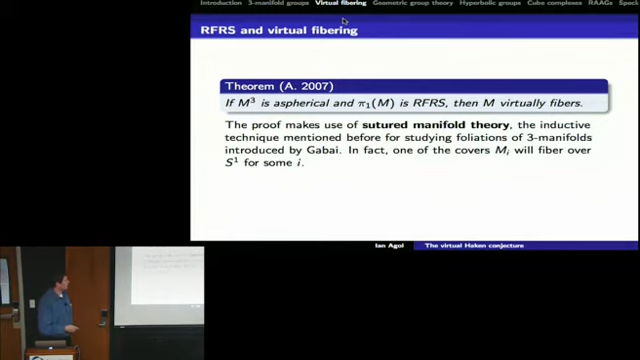 Introduction 3-manifold groups Virtual fibering Geometric group theory Hyperbolic groups Cube complexes RAAGs Speci
RFRS and virtual fibering
Theorem (A. 2007)
If M³ is aspherical and π₁(M) is RFRS, then M virtually fibers.
The proof makes use of sutured manifold theory, the inductive
technique mentioned before for studying foliations of 3-manifolds
introduced by Gabai. In fact, one of the covers Mᵢ will fiber over
S¹ for some i.
Ian Agol The virtual Haken conjecture